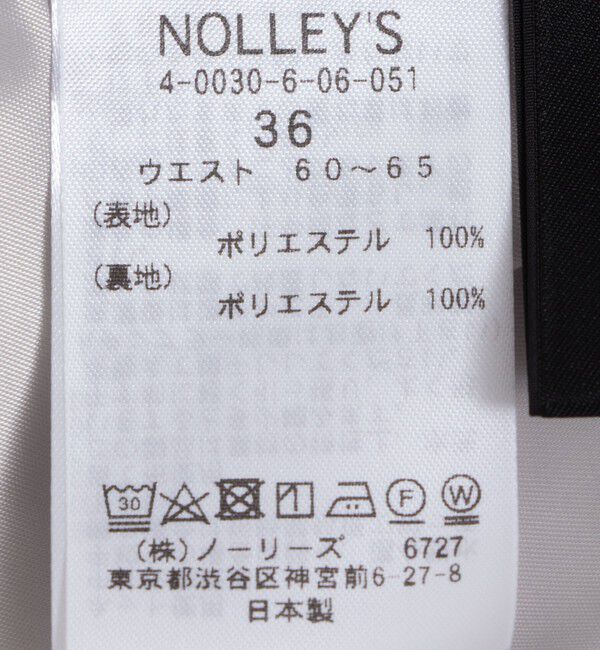 NOLLEY'S
4-0030-6-06-051
36
ウエスト 60～65
(表地)
ポリエステル 100%
(裏地)
ポリエステル 100%
30 F W
(株)ノーリーズ 6727
東京都渋谷区神宮前6-27-8
日本製